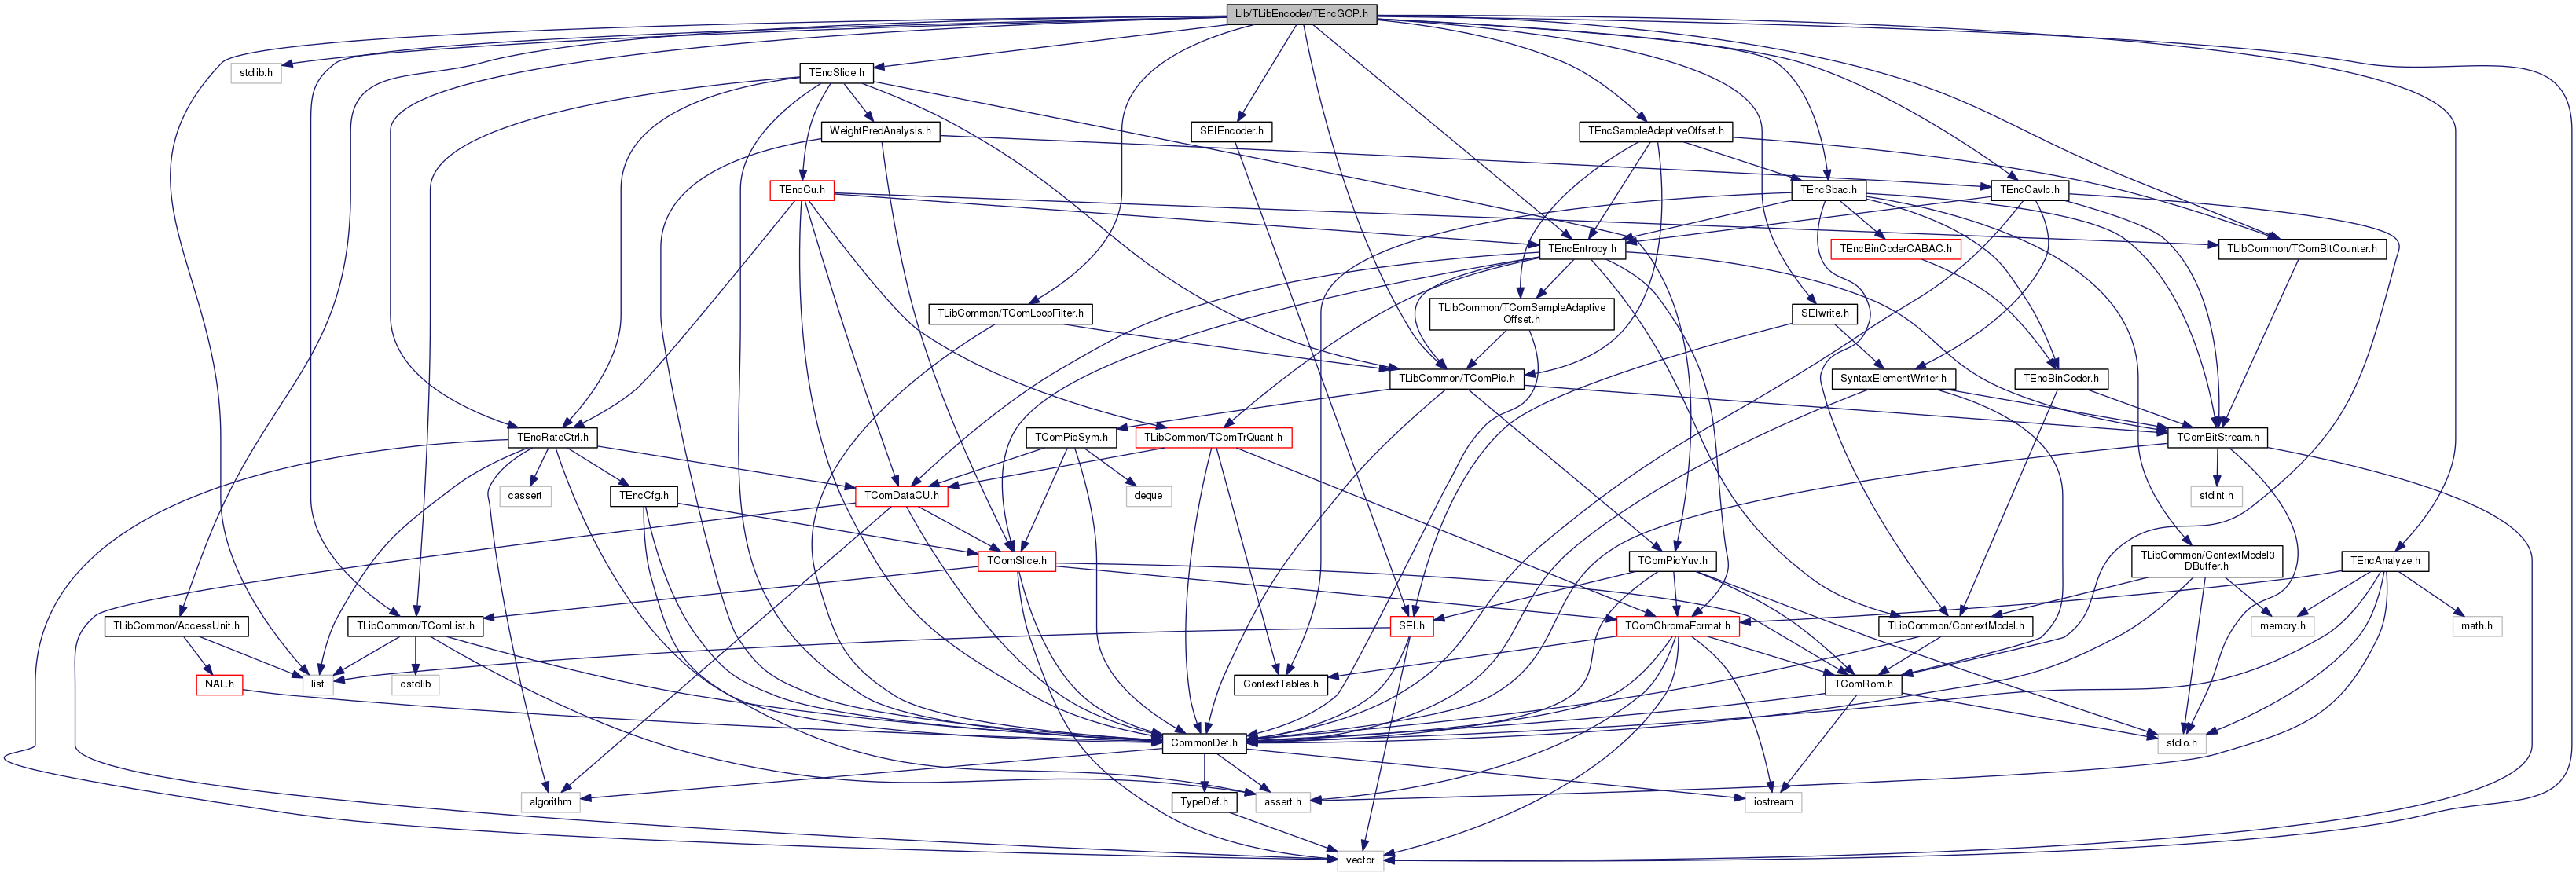 Lib/TLibEncoder/TEncGOP.h
stdlib.h
TEncSlice.h
WeightPredAnalysis.h
SEIEncoder.h
TEncSampleAdaptiveOffset.h
TEncCu.h
TEncSbac.h
TEncCavlc.h
TEncEntropy.h
TEncBinCoderCABAC.h
TLibCommon/TComBitCounter.h
TLibCommon/TComLoopFilter.h
TLibCommon/TComSampleAdaptive
Offset.h
SEIwrite.h
TLibCommon/TComPic.h
SyntaxElementWriter.h
TEncBinCoder.h
TEncRateCtrl.h
TComPicSym.h
TLibCommon/TComTrQuant.h
TComBitStream.h
cassert
TEncCfg.h
TComDataCU.h
deque
stdint.h
TComSlice.h
TComPicYuv.h
TLibCommon/ContextModel3
DBuffer.h
TEncAnalyze.h
TLibCommon/AccessUnit.h
TLibCommon/TComList.h
SEI.h
TComChromaFormat.h
TLibCommon/ContextModel.h
memory.h
math.h
NAL.h
list
cstdlib
ContextTables.h
TComRom.h
CommonDef.h
stdio.h
algorithm
TypeDef.h
assert.h
iostream
vector